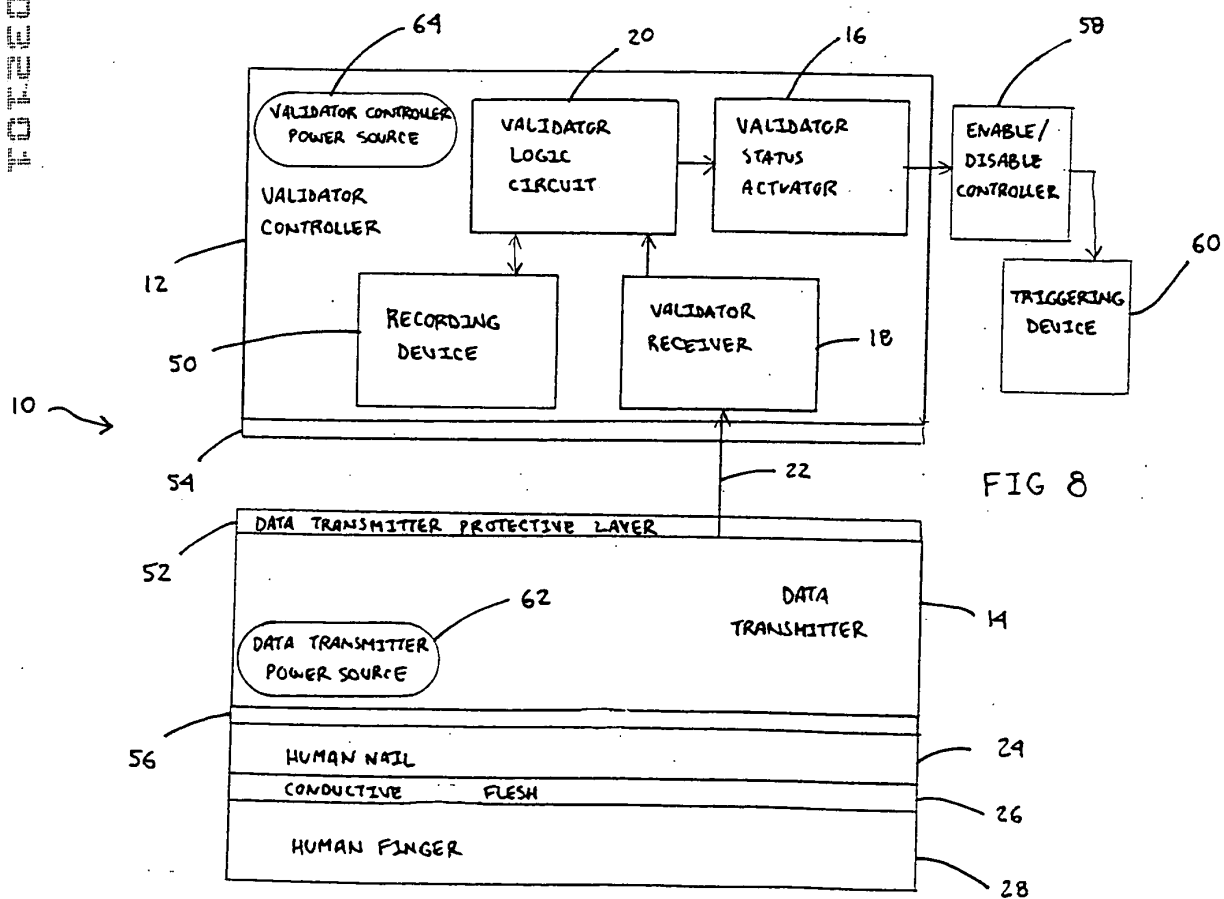 64
20
16
58
VALIDATOR CONTROLLER
POWER SOURCE
VALIDATOR
CONTROLLER
VALIDATOR
LOGIC
CIRCUIT
VALIDATOR
STATUS
ACTUATOR
ENABLE/
DISABLE
CONTROLLER
12
60
TRIGGERING
DEVICE
RECORDING
DEVICE
VALIDATOR
RECEIVER
18
50
10
54
22
FIG 8
DATA TRANSMITTER PROTECTIVE LAYER
52
62
DATA
TRANSMITTER
14
DATA TRANSMITTER
POWER SOURCE
56
HUMAN NAIL
24
CONDUCTIVE FLESH
26
HUMAN FINGER
28